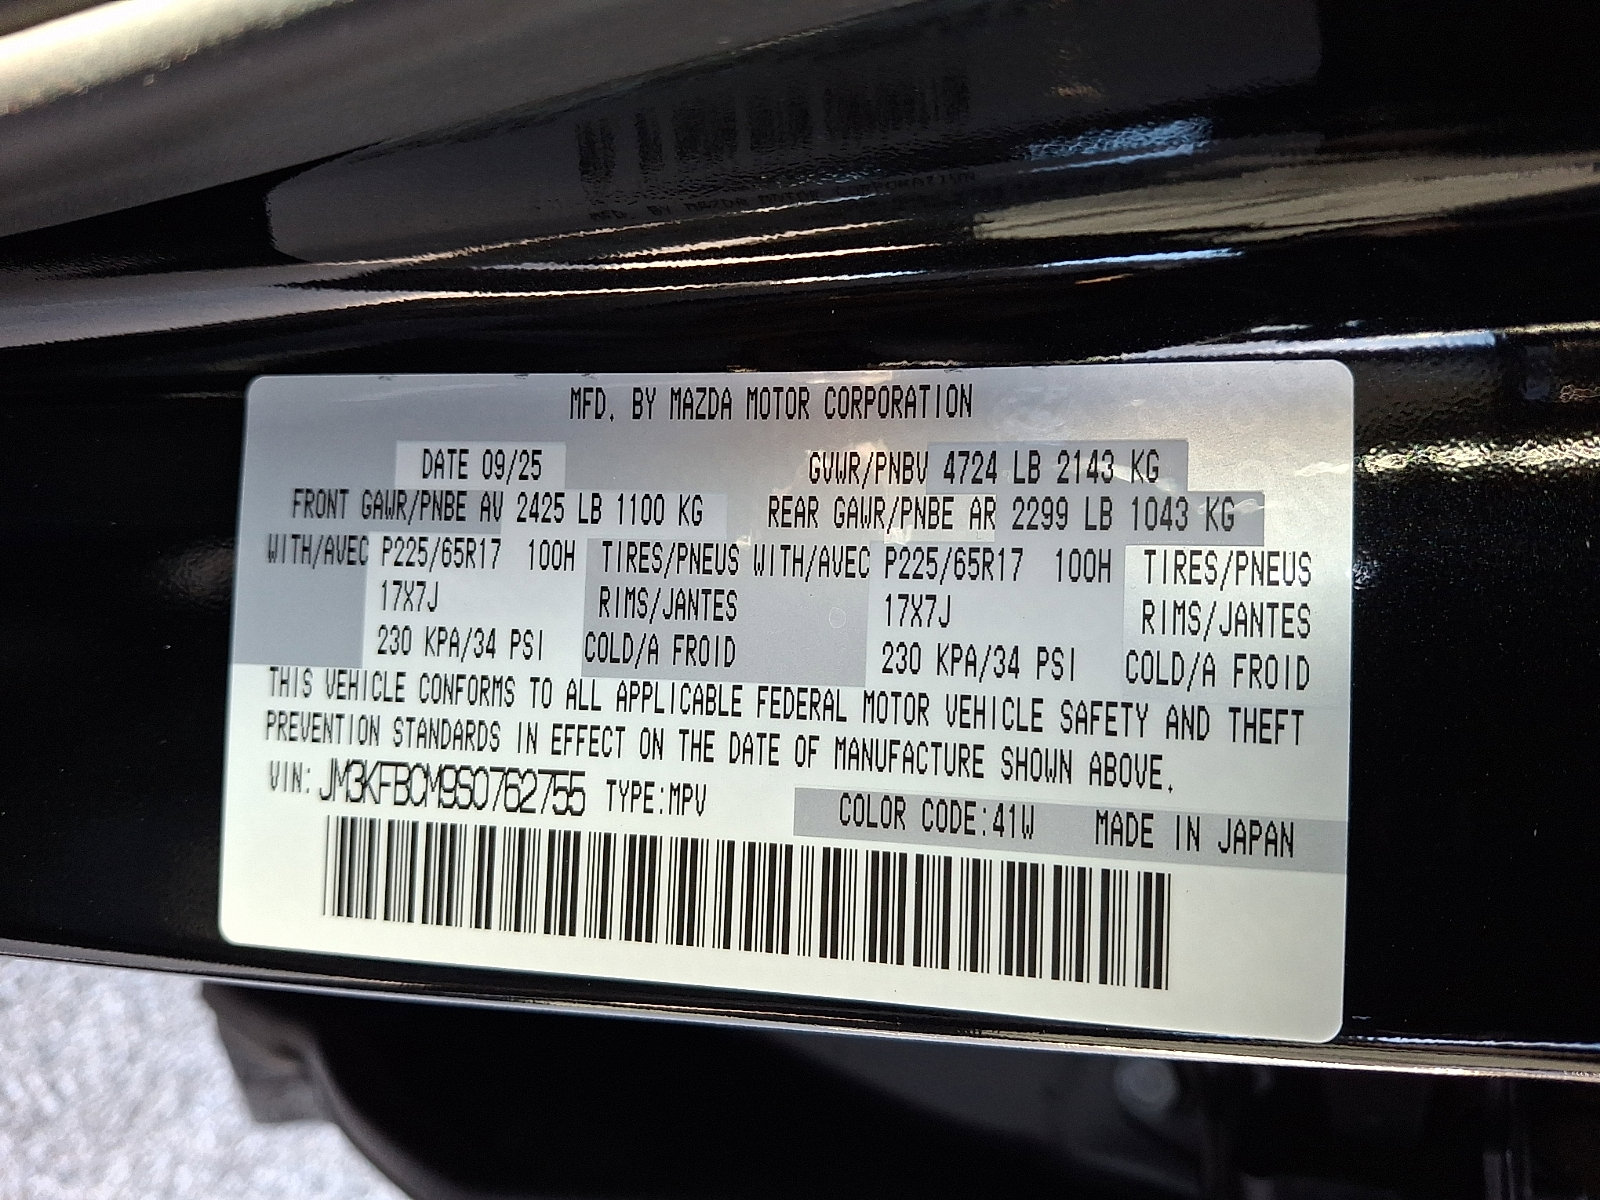 MFD. BY MAZDA MOTOR CORPORATION
DATE 09/25 GVWR/PNBV 4724 LB 2143 KG
FRONT GAWR/PNBE AV 2425 LB 1100 KG REAR GAWR/PNBE AR 2299 LB 1043 KG
WITH/AVEC P225/65R17 100H TIRES/PNEUS WITH/AVEC P225/65R17 100H TIRES/PNEUS
17X7J RIMS/JANTES 17X7J RIMS/JANTES
230 KPA/34 PSI COLD/A FROID 230 KPA/34 PSI COLD/A FROID
THIS VEHICLE CONFORMS TO ALL APPLICABLE FEDERAL MOTOR VEHICLE SAFETY AND THEFT
PREVENTION STANDARDS IN EFFECT ON THE DATE OF MANUFACTURE SHOWN ABOVE.
VIN: JM3KFBCM9S0762755 TYPE:MPV COLOR CODE:41W MADE IN JAPAN